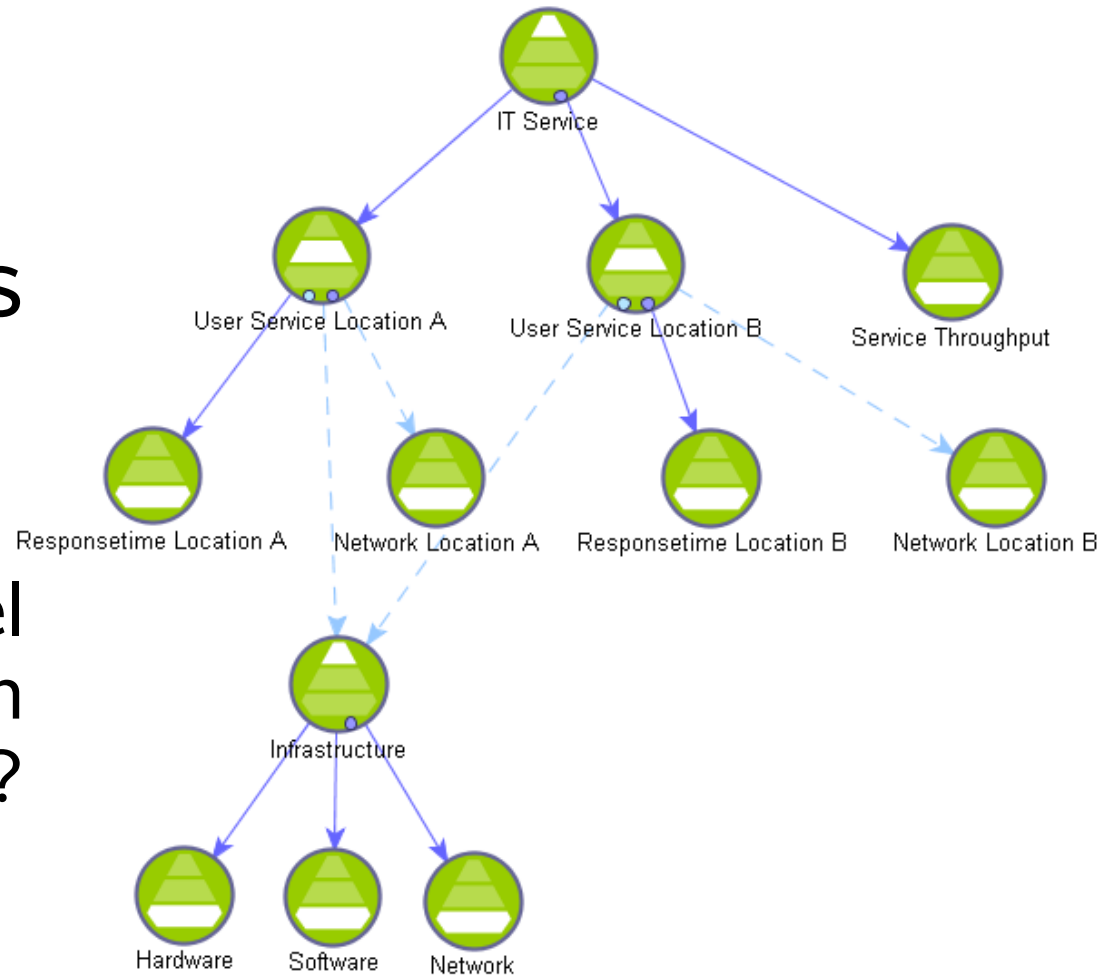 IT Service
s
User Service Location A
User Service Location B
Service Throughput
Responsetime Location A
Network Location A
Responsetime Location B
Network Location B
el
n
?
Infrastructure
Hardware
Software
Network